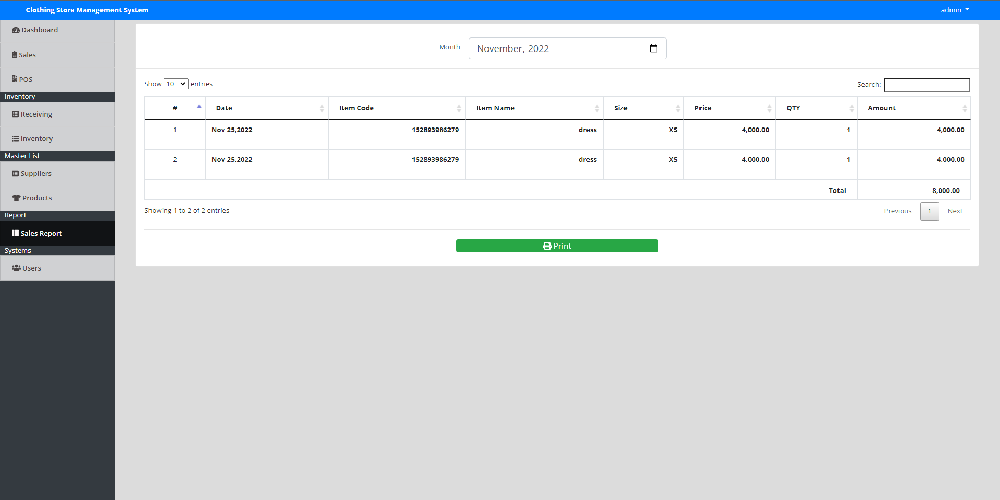 Clothing Store Management System
admin
Dashboard
Sales
POS
Inventory
Receiving
Inventory
Master List
Suppliers
Products
Report
Sales Report
Systems
Users
Month November, 2022
Show 10 entries
Search:
# Date Item Code Item Name Size Price QTY Amount
1 Nov 25,2022 152893986279 dress XS 4,000.00 1 4,000.00
2 Nov 25,2022 152893986279 dress XS 4,000.00 1 4,000.00
Total 8,000.00
Showing 1 to 2 of 2 entries
Previous 1 Next
Print